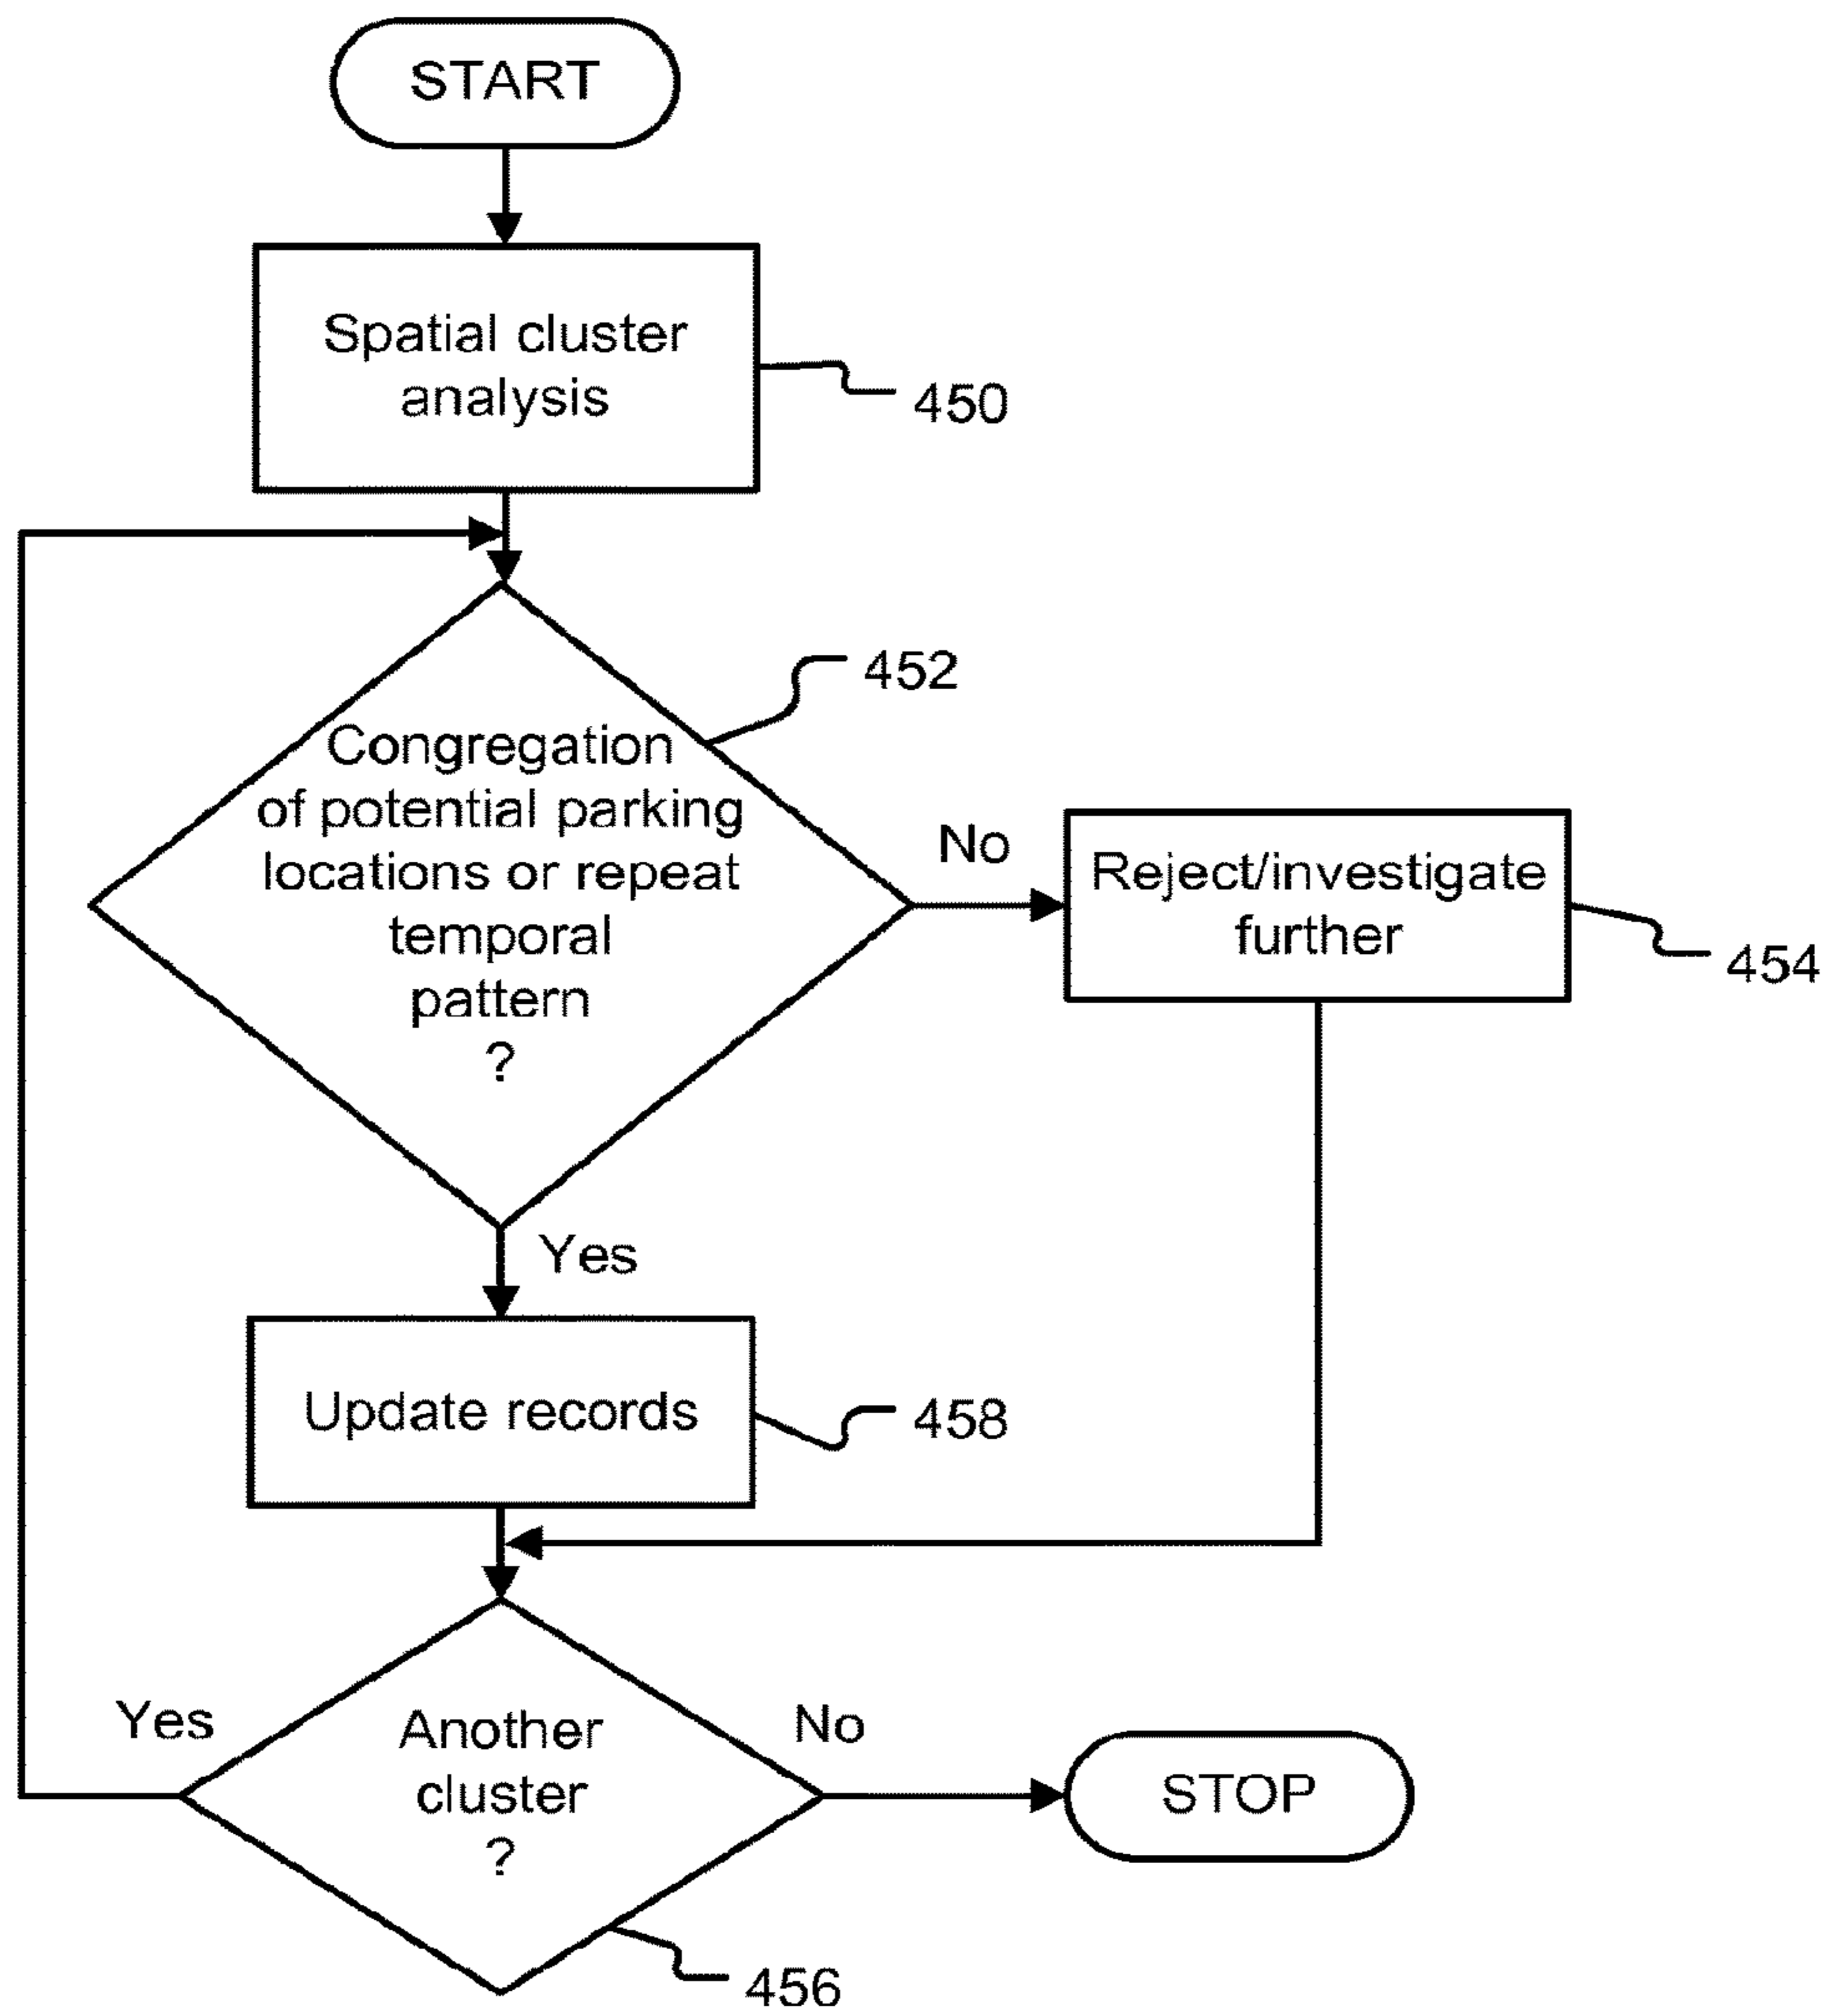 START
Spatial cluster
analysis
450
452
Congregation
of potential parking
locations or repeat
temporal
pattern
?
No
Reject/investigate
further
454
Yes
Update records
458
Yes
Another
cluster
?
No
STOP
456